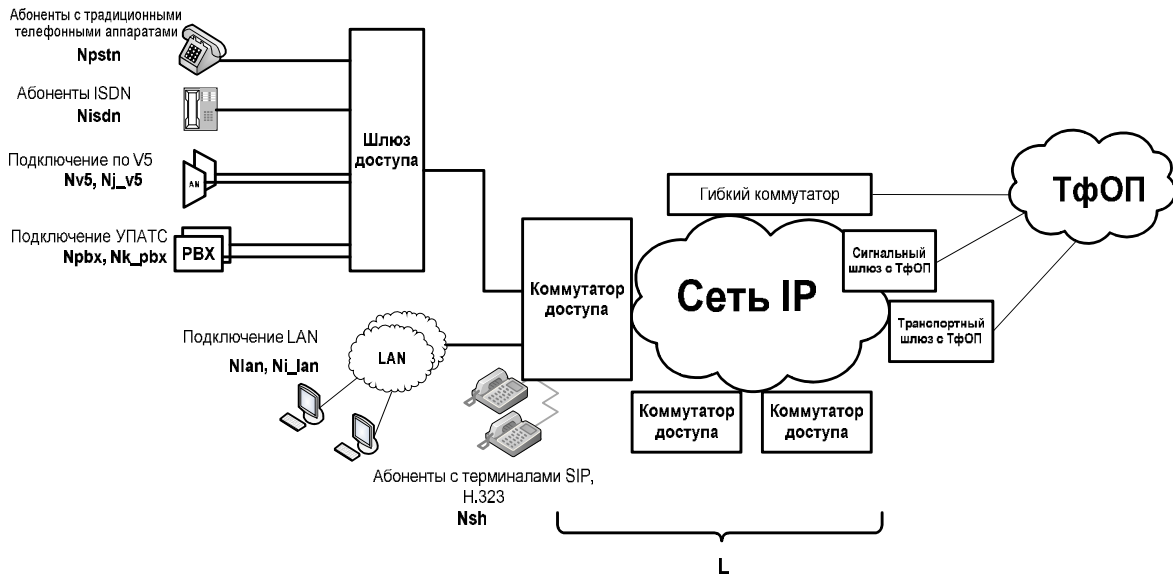 Абоненты с традиционными
телефонными аппаратами
Npstn
Абоненты ISDN
Nisdn
Подключение по V5
Nv5, Nj_v5
AN
Подключение УПАТС
Npbx, Nk_pbx
PBX
Шлюз
доступа
Подключение LAN
Nlan, Ni_lan
LAN
Абоненты с терминалами SIP,
H.323
Nsh
Коммутатор
доступа
Гибкий коммутатор
Сеть IP
Сигнальный
шлюз с ТфОП
Транспортный
шлюз с ТфОП
ТфОП
Коммутатор
доступа
Коммутатор
доступа
L